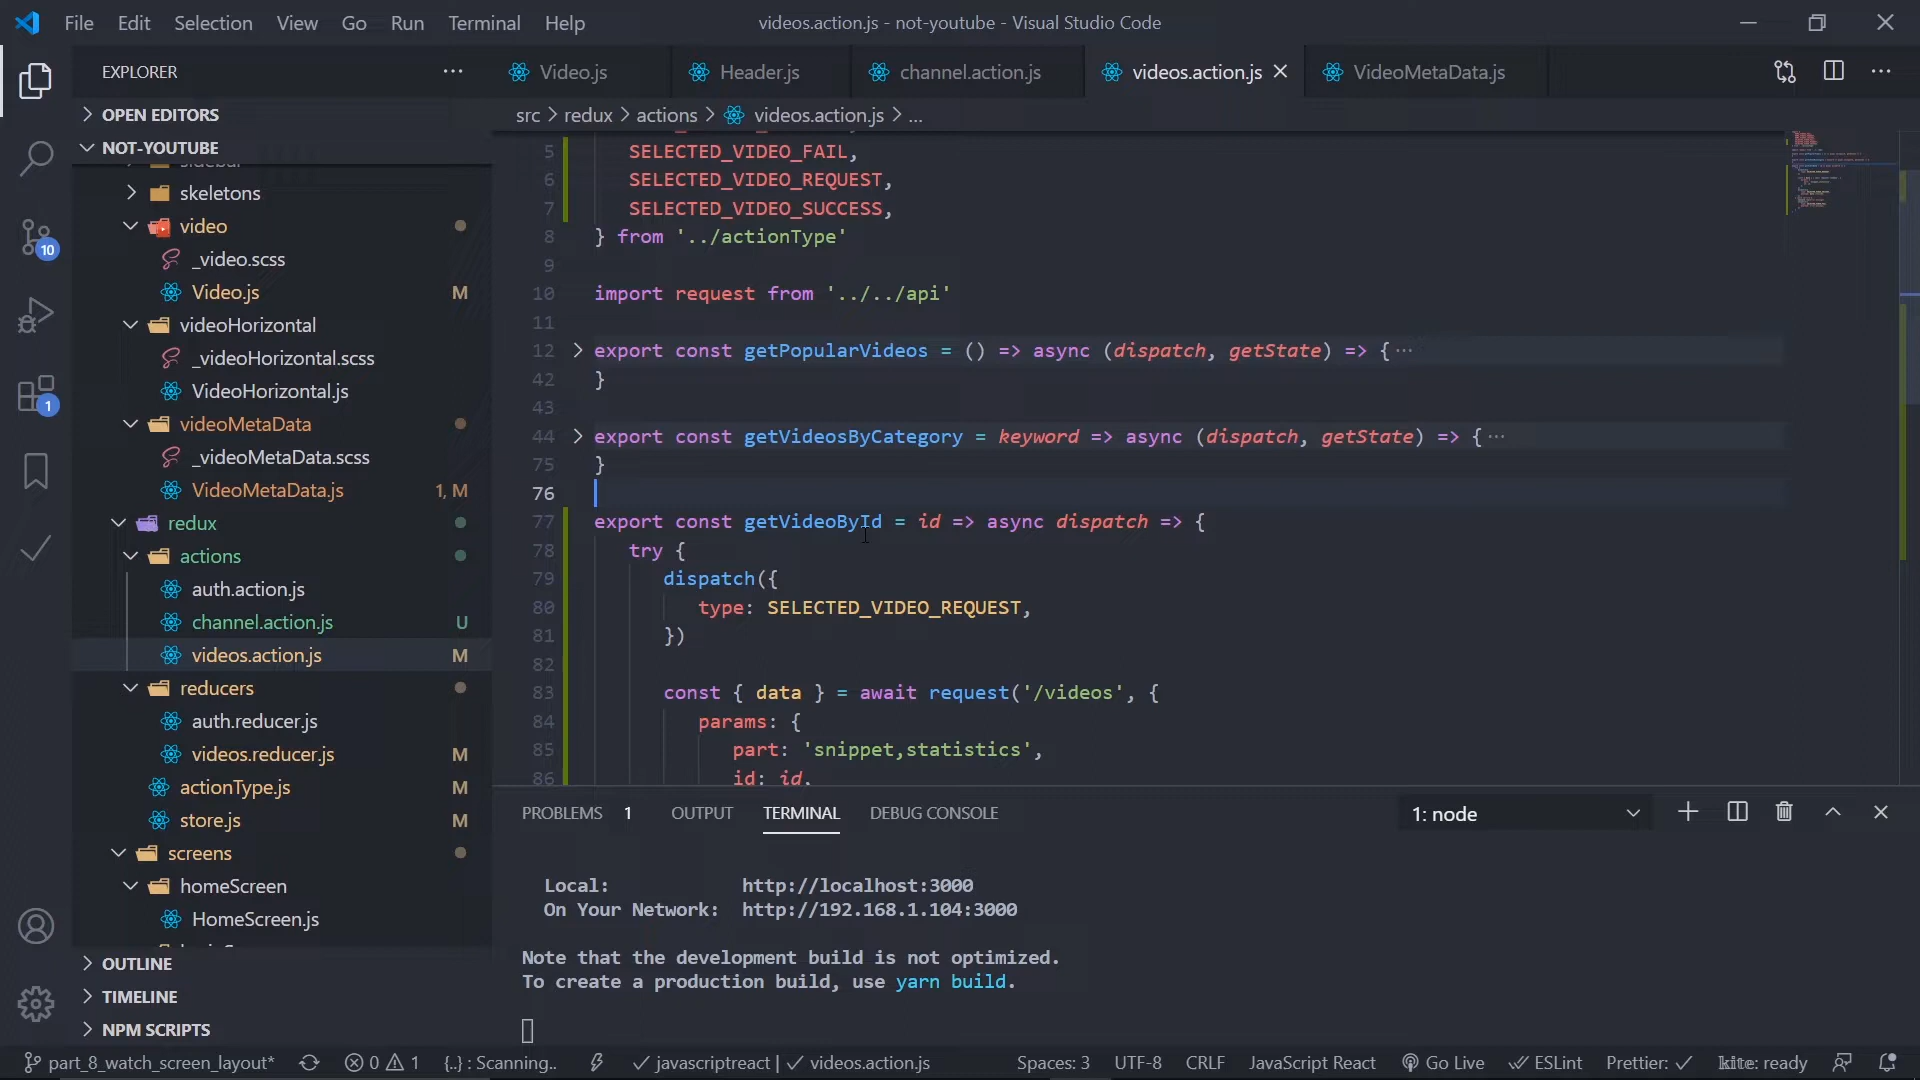 File Edit Selection View Go Run Terminal Help
videos.action.js - not-youtube - Visual Studio Code
EXPLORER
Video.js
Header.js
channel.action.js
videos.action.js
VideoMetaData.js
OPEN EDITORS
src > redux > actions > videos.action.js > ...
NOT-YOUTUBE
skeletons
video
_video.scss
Video.js M
videoHorizontal
_videoHorizontal.scss
VideoHorizontal.js
videoMetaData
_videoMetaData.scss
VideoMetaData.js 1, M
redux
actions
auth.action.js
channel.action.js U
videos.action.js M
reducers
auth.reducer.js
videos.reducer.js M
actionType.js M
store.js M
screens
homeScreen
HomeScreen.js
OUTLINE
TIMELINE
NPM SCRIPTS
10
1
5 SELECTED_VIDEO_FAIL,
6 SELECTED_VIDEO_REQUEST,
7 SELECTED_VIDEO_SUCCESS,
8 } from '../actionType'
9
10 import request from '../../api'
11
12 export const getPopularVideos = () => async (dispatch, getState) => {···
42 }
43
44 export const getVideosByCategory = keyword => async (dispatch, getState) => {···
75 }
76
77 export const getVideoById = id => async dispatch => {
78 try {
79 dispatch({
80 type: SELECTED_VIDEO_REQUEST,
81 })
82
83 const { data } = await request('/videos', {
84 params: {
85 part: 'snippet,statistics',
86 id: id,
PROBLEMS 1 OUTPUT TERMINAL DEBUG CONSOLE
1: node
Local: http://localhost:3000
On Your Network: http://192.168.1.104:3000
Note that the development build is not optimized.
To create a production build, use yarn build.
part_8_watch_screen_layout* 0 1 {..} : Scanning.. javascriptreact | videos.action.js
Spaces: 3 UTF-8 CRLF JavaScript React Go Live ESLint Prettier: kite: ready